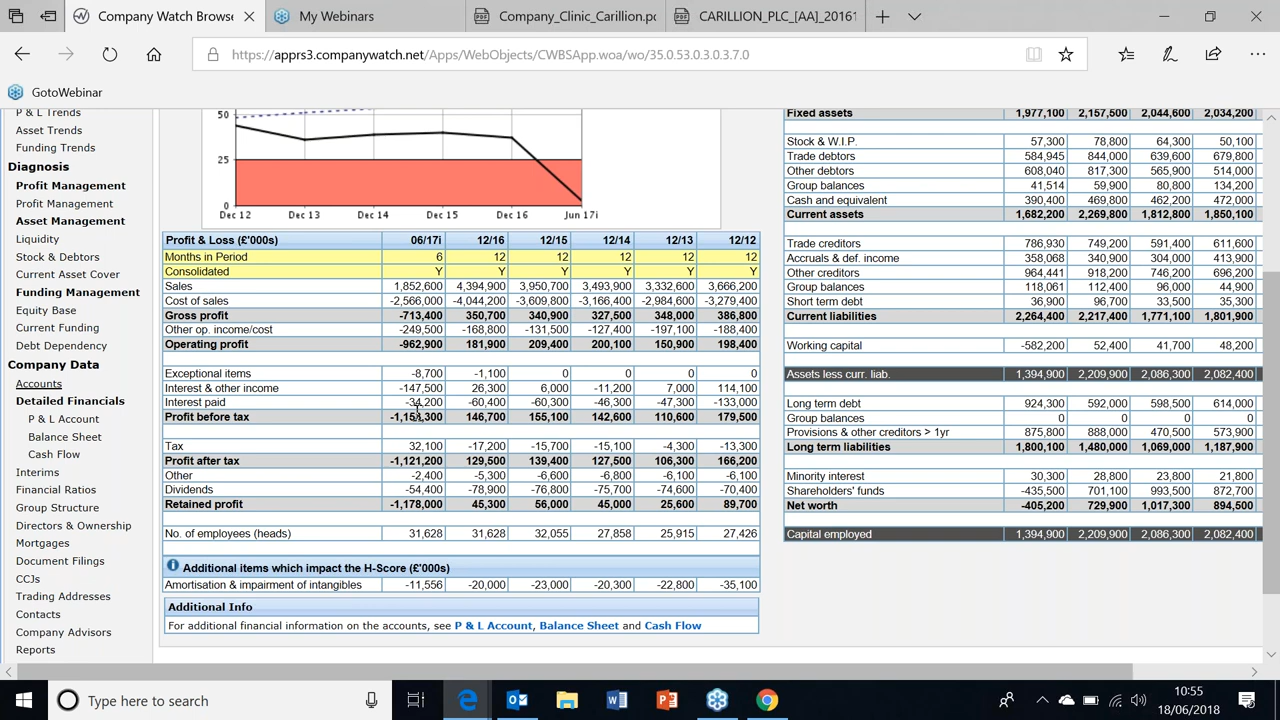 Company Watch Browse
My Webinars
Company_Clinic_Carillion.pd
CARILLION_PLC_[AA]_20161
https://apprs3.companywatch.net/Apps/WebObjects/CWBSApp.woa/wo/35.0.53.0.3.0.3.7.0
GotoWebinar
P & L Trends
Asset Trends
Funding Trends
Diagnosis
Profit Management
Profit Management
Asset Management
Liquidity
Stock & Debtors
Current Asset Cover
Funding Management
Equity Base
Current Funding
Debt Dependency
Company Data
Accounts
Detailed Financials
P & L Account
Balance Sheet
Cash Flow
Interims
Financial Ratios
Group Structure
Directors & Ownership
Mortgages
Document Filings
CCJs
Trading Addresses
Contacts
Company Advisors
Reports
50
25
0
Dec 12 Dec 13 Dec 14 Dec 15 Dec 16 Jun 17i
Profit & Loss (£'000s) 06/17i 12/16 12/15 12/14 12/13 12/12
Months in Period 6 12 12 12 12 12
Consolidated Y Y Y Y Y Y
Sales 1,852,600 4,394,900 3,950,700 3,493,900 3,332,600 3,666,200
Cost of sales -2,566,000 -4,044,200 -3,609,800 -3,166,400 -2,984,600 -3,279,400
Gross profit -713,400 350,700 340,900 327,500 348,000 386,800
Other op. income/cost -249,500 -168,800 -131,500 -127,400 -197,100 -188,400
Operating profit -962,900 181,900 209,400 200,100 150,900 198,400
Exceptional items -8,700 -1,100 0 0 0 0
Interest & other income -147,500 26,300 6,000 -11,200 7,000 114,100
Interest paid -34,200 -60,400 -60,300 -46,300 -47,300 -133,000
Profit before tax -1,153,300 146,700 155,100 142,600 110,600 179,500
Tax 32,100 -17,200 -15,700 -15,100 -4,300 -13,300
Profit after tax -1,121,200 129,500 139,400 127,500 106,300 166,200
Other -2,400 -5,300 -6,600 -6,800 -6,100 -6,100
Dividends -54,400 -78,900 -76,800 -75,700 -74,600 -70,400
Retained profit -1,178,000 45,300 56,000 45,000 25,600 89,700
No. of employees (heads) 31,628 31,628 32,055 27,858 25,915 27,426
Additional items which impact the H-Score (£'000s)
Amortisation & impairment of intangibles -11,556 -20,000 -23,000 -20,300 -22,800 -35,100
Additional Info
For additional financial information on the accounts, see P & L Account, Balance Sheet and Cash Flow
Fixed assets 1,977,100 2,157,500 2,044,600 2,034,200
Stock & W.I.P. 57,300 78,800 64,300 50,100
Trade debtors 584,945 844,000 639,600 679,800
Other debtors 608,040 817,300 565,900 514,000
Group balances 41,514 59,900 80,800 134,200
Cash and equivalent 390,400 469,800 462,200 472,000
Current assets 1,682,200 2,269,800 1,812,800 1,850,100
Trade creditors 786,930 749,200 591,400 611,600
Accruals & def. income 358,068 340,900 304,000 413,900
Other creditors 964,441 918,200 746,200 696,200
Group balances 118,061 112,400 96,000 44,900
Short term debt 36,900 96,700 33,500 35,300
Current liabilities 2,264,400 2,217,400 1,771,100 1,801,900
Working capital -582,200 52,400 41,700 48,200
Assets less curr. liab. 1,394,900 2,209,900 2,086,300 2,082,400
Long term debt 924,300 592,000 598,500 614,000
Group balances 0 0 0 0
Provisions & other creditors > 1yr 875,800 888,000 470,500 573,900
Long term liabilities 1,800,100 1,480,000 1,069,000 1,187,900
Minority interest 30,300 28,800 23,800 21,800
Shareholders' funds -435,500 701,100 993,500 872,700
Net worth -405,200 729,900 1,017,300 894,500
Capital employed 1,394,900 2,209,900 2,086,300 2,082,400
Type here to search
10:55
18/06/2018